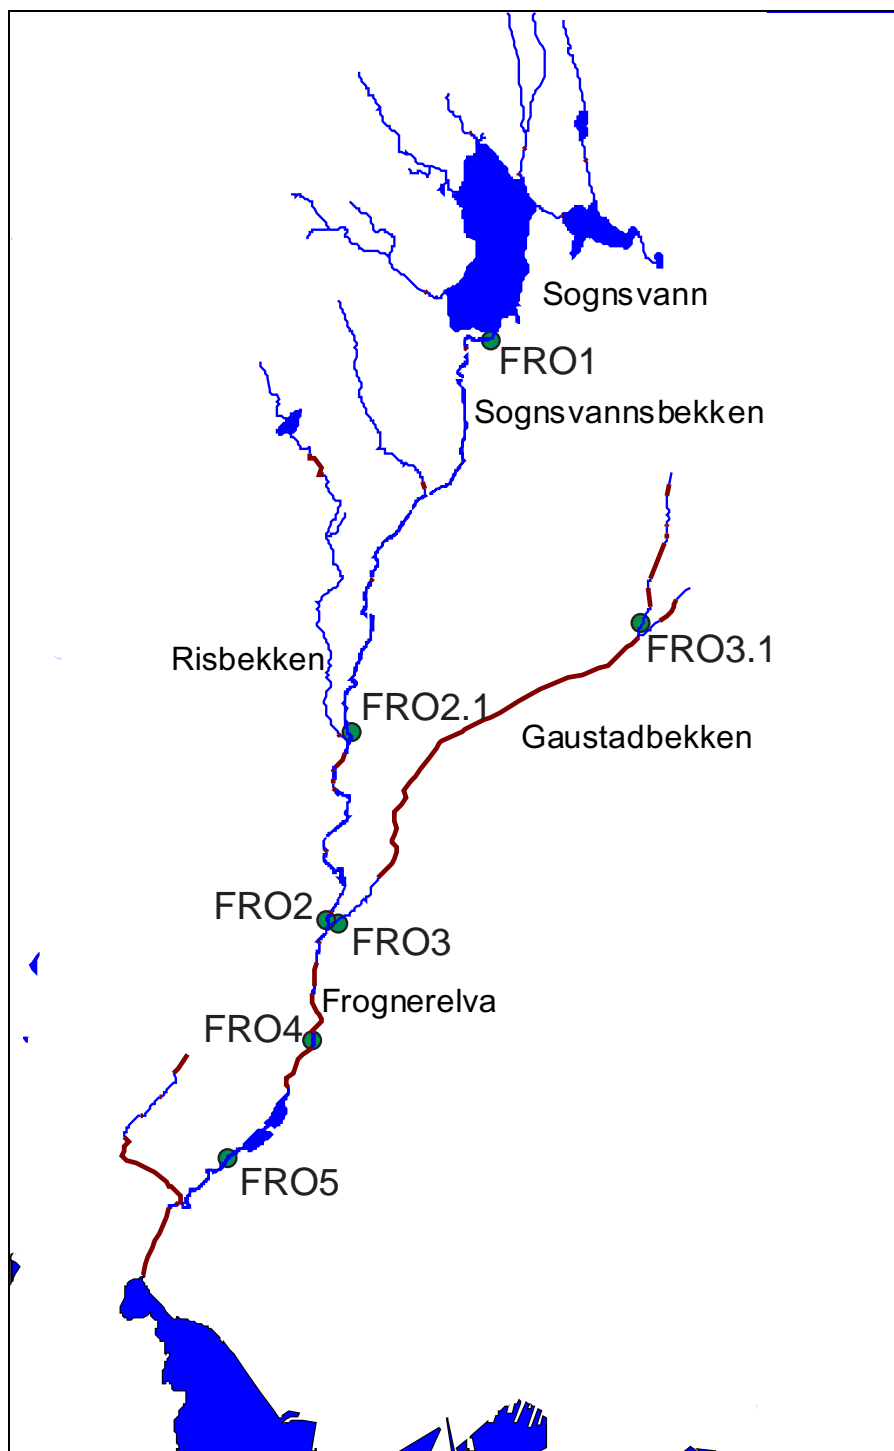 Sognsvann
FRO1
Sognsvannsbekken
FRO3.1
Risbekken
FRO2.1
Gaustadbekken
FRO2
FRO3
Frognerelva
FRO4
FRO5